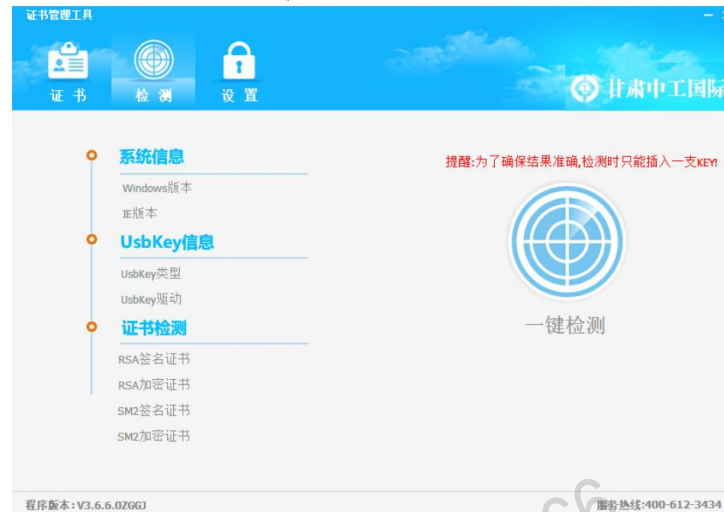 证书管理工具
证 书
检 测
设 置
甘肃中工国际
系统信息
提醒:为了确保结果准确,检测时只能插入一支KEY!
Windows版本
IE版本
UsbKey信息
UsbKey类型
UsbKey驱动
一键检测
证书检测
RSA签名证书
RSA加密证书
SM2签名证书
SM2加密证书
程序版本:V3.6.6.0ZGGJ
服务热线:400-612-3434